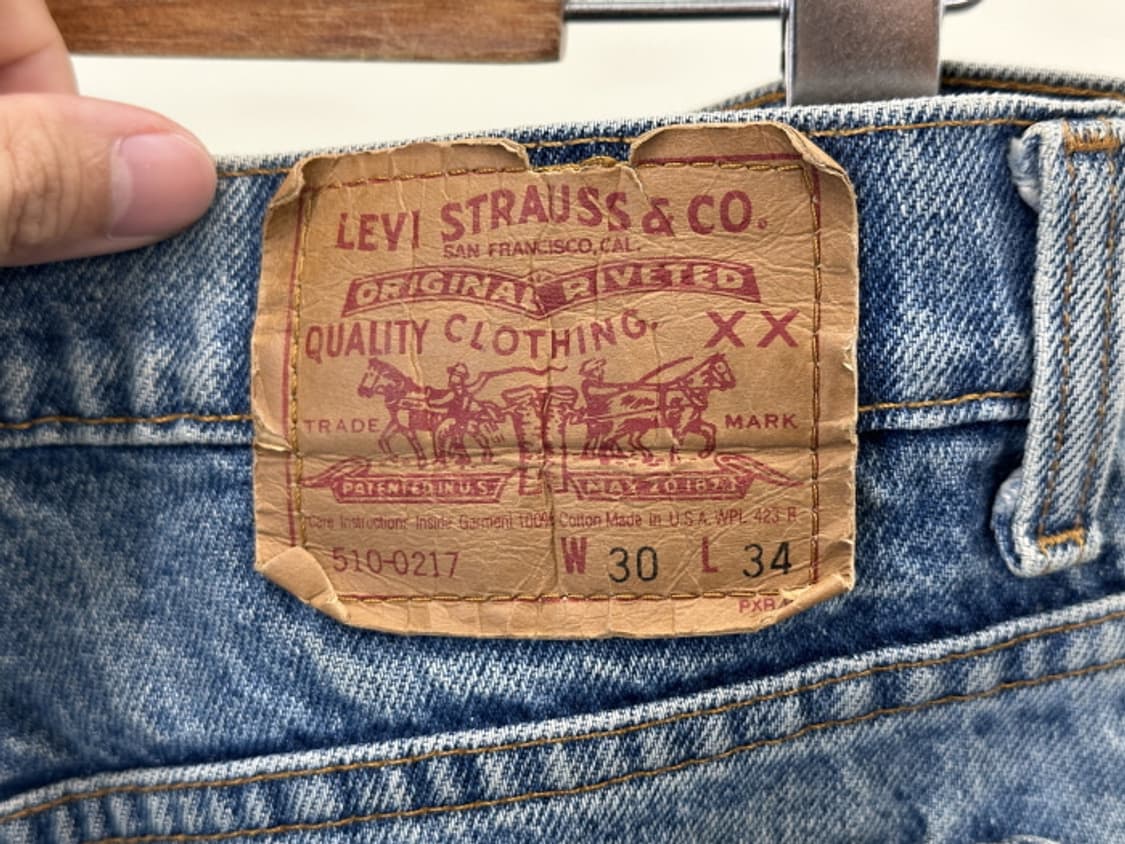 LEVI STRAUSS & CO.
SAN FRANCISCO, CAL.
ORIGINAL RIVETED
QUALITY CLOTHING. XX
TRADE MARK
PATENTED IN U.S. MAY 20 1873
Care Instructions Inside Garment 100% Cotton Made in U.S.A. WPL 423
510-0217 W 30 L 34